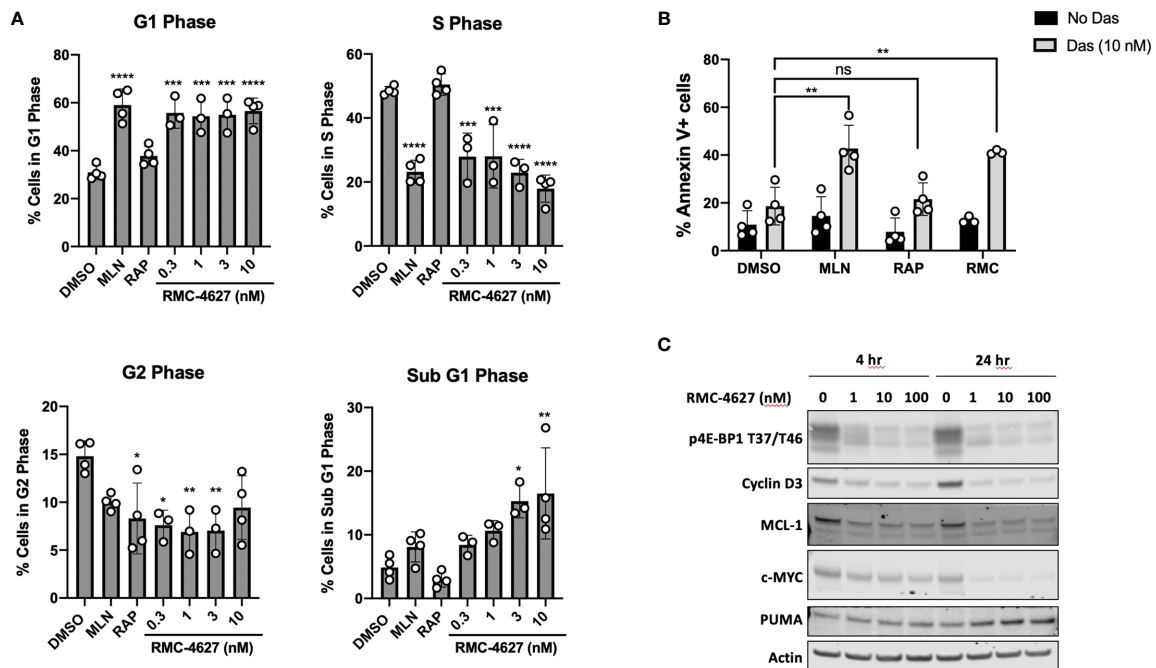 A
G1 Phase
% Cells in G1 Phase
80
60
40
20
0
**** *** *** *** ****
DMSO MLN RAP 0.3 1 3 10
RMC-4627 (nM)
S Phase
% Cells in S Phase
60
40
20
0
**** *** *** **** ****
DMSO MLN RAP 0.3 1 3 10
RMC-4627 (nM)
B
No Das
Das (10 nM)
% Annexin V+ cells
80
60
40
20
0
**
ns
**
DMSO MLN RAP RMC
G2 Phase
% Cells in G2 Phase
20
15
10
5
0
* * ** **
DMSO MLN RAP 0.3 1 3 10
RMC-4627 (nM)
Sub G1 Phase
% Cells in Sub G1 Phase
30
20
10
0
* **
DMSO MLN RAP 0.3 1 3 10
RMC-4627 (nM)
C
4 hr 24 hr
RMC-4627 (nM) 0 1 10 100 0 1 10 100
p4E-BP1 T37/T46
Cyclin D3
MCL-1
c-MYC
PUMA
Actin